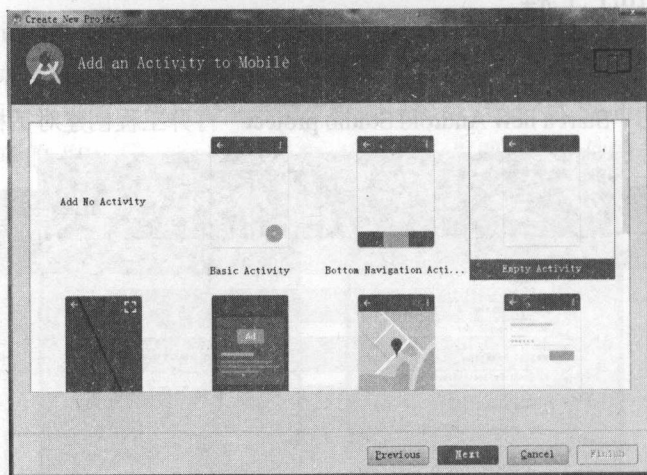 Create New Project
Add an Activity to Mobile
Add No Activity
Basic Activity
Bottom Navigation Acti...
Empty Activity
Ad
Previous
Next
Cancel
Finish